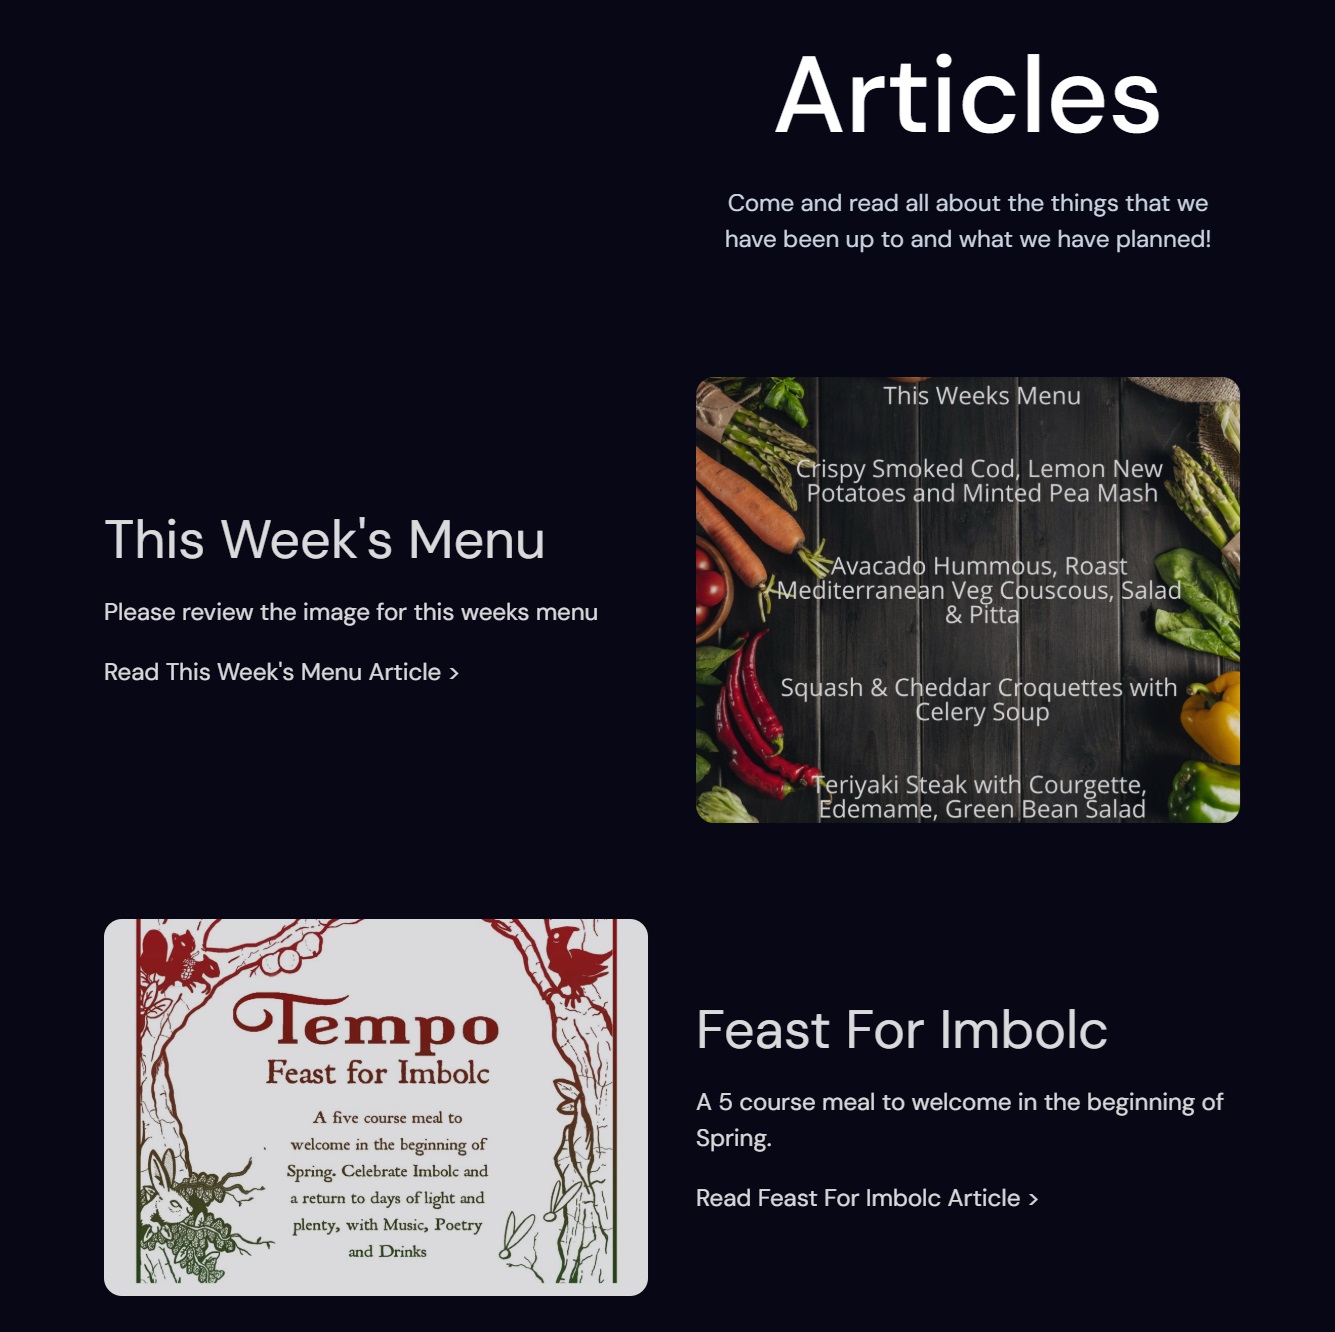 Articles
Come and read all about the things that we
have been up to and what we have planned!
This Week's Menu
Please review the image for this weeks menu
Read This Week's Menu Article >
This Weeks Menu
Crispy Smoked Cod, Lemon New
Potatoes and Minted Pea Mash
Avacado Hummous, Roast
Mediterranean Veg Couscous, Salad
& Pitta
Squash & Cheddar Croquettes with
Celery Soup
Teriyaki Steak with Courgette,
Edemame, Green Bean Salad
Tempo
Feast for Imbolc
A five course meal to
welcome in the beginning of
Spring. Celebrate Imbolc and
a return to days of light and
plenty, with Music, Poetry
and Drinks
Feast For Imbolc
A 5 course meal to welcome in the beginning of
Spring.
Read Feast For Imbolc Article >